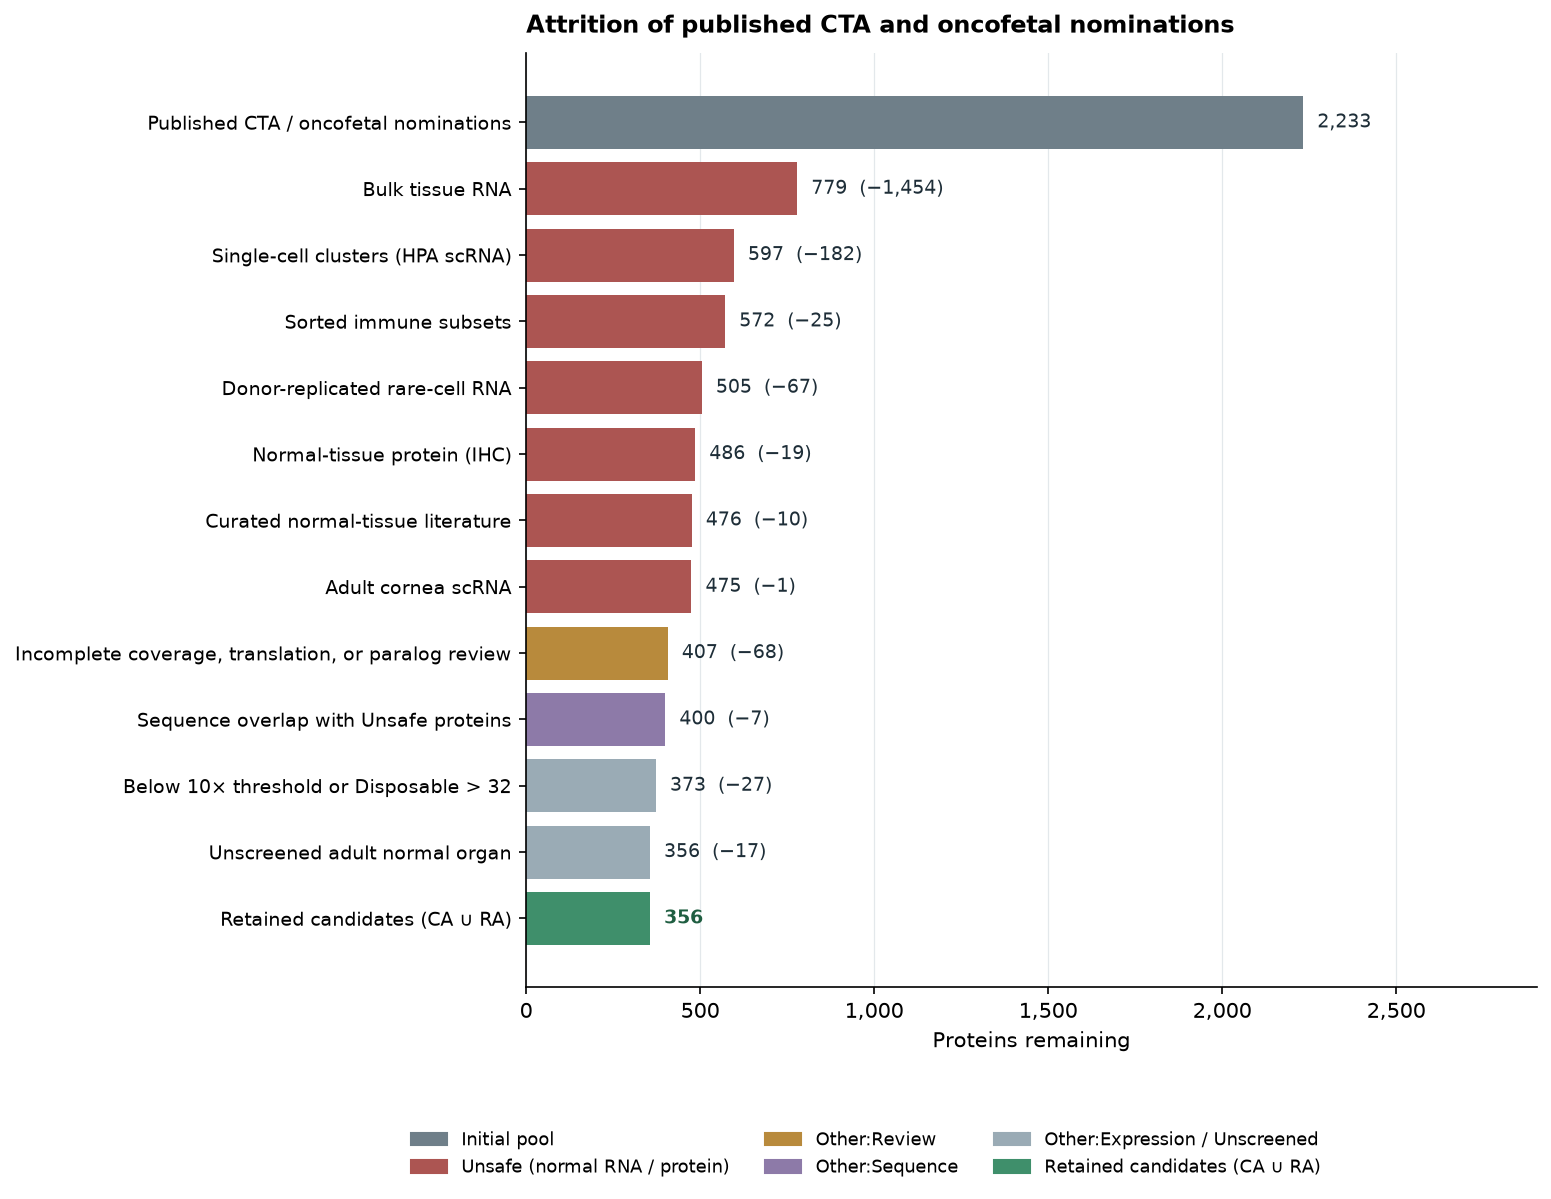 Attrition of published CTA and oncofetal nominations
Published CTA / oncofetal nominations 2,233
Bulk tissue RNA 779 (−1,454)
Single-cell clusters (HPA scRNA) 597 (−182)
Sorted immune subsets 572 (−25)
Donor-replicated rare-cell RNA 505 (−67)
Normal-tissue protein (IHC) 486 (−19)
Curated normal-tissue literature 476 (−10)
Adult cornea scRNA 475 (−1)
Incomplete coverage, translation, or paralog review 407 (−68)
Sequence overlap with Unsafe proteins 400 (−7)
Below 10× threshold or Disposable > 32 373 (−27)
Unscreened adult normal organ 356 (−17)
Retained candidates (CA ∪ RA) 356
0 500 1,000 1,500 2,000 2,500
Proteins remaining
Initial pool Other:Review Other:Expression / Unscreened
Unsafe (normal RNA / protein) Other:Sequence Retained candidates (CA ∪ RA)